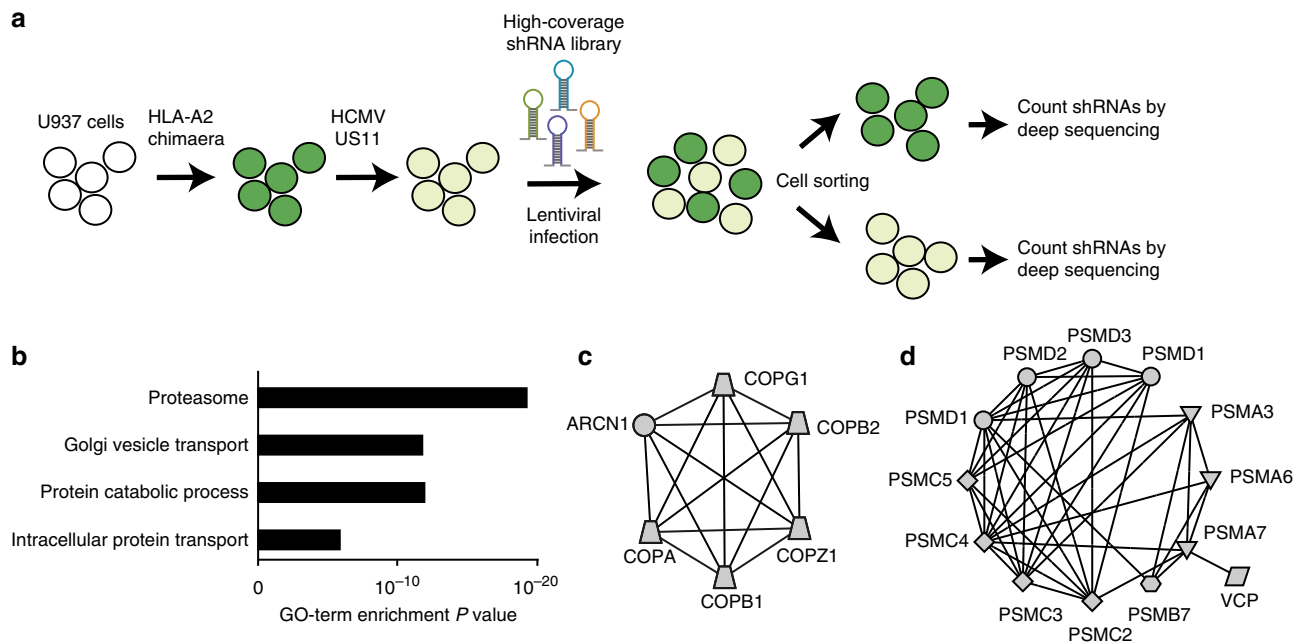 a
U937 cells
HLA-A2
chimaera
HCMV
US11
High-coverage
shRNA library
Lentiviral
infection
Cell sorting
Count shRNAs by
deep sequencing
Count shRNAs by
deep sequencing
b
Proteasome
Golgi vesicle transport
Protein catabolic process
Intracellular protein transport
0
10⁻¹⁰
10⁻²⁰
GO-term enrichment P value
c
COPG1
ARCN1
COPB2
COPA
COPZ1
COPB1
d
PSMD3
PSMD2
PSMD1
PSMD1
PSMA3
PSMC5
PSMA6
PSMC4
PSMA7
PSMC3
PSMC2
PSMB7
VCP